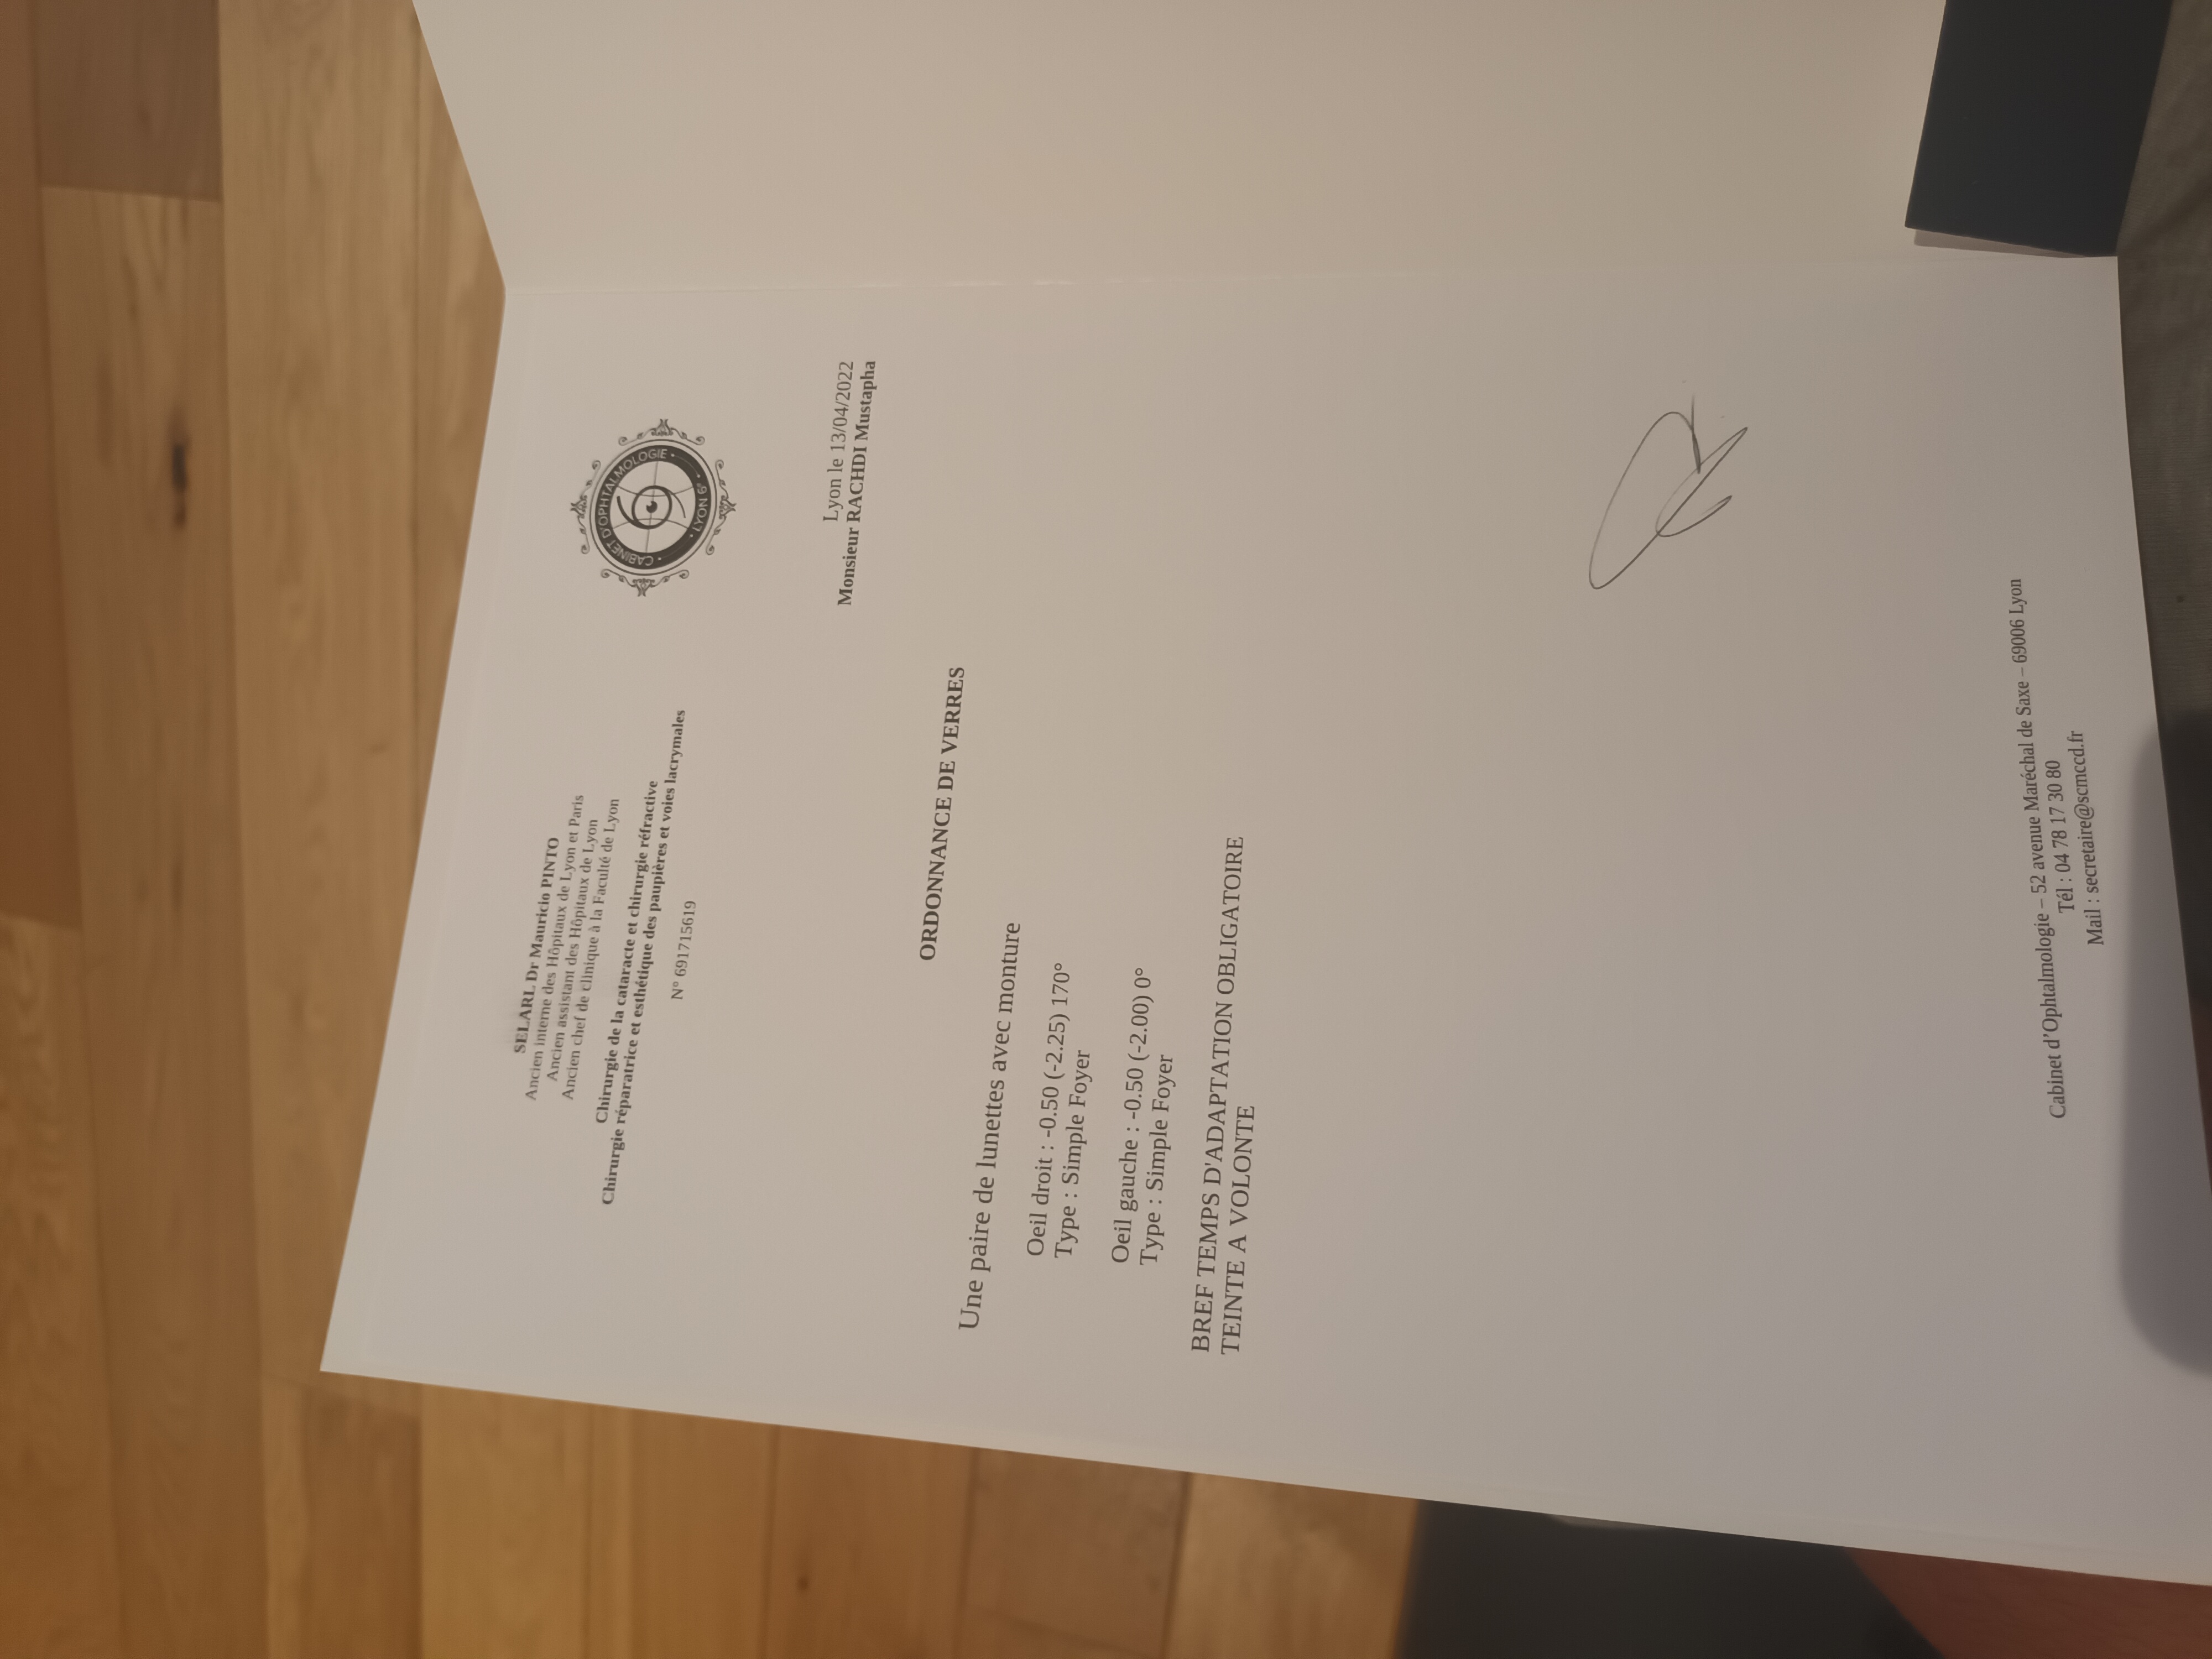 SELARL Dr Mauricio PINTO
Ancien interne des Hôpitaux de Lyon et Paris
Ancien assistant des Hôpitaux de Lyon
Ancien chef de clinique à la Faculté de Lyon
Chirurgie de la cataracte et chirurgie réfractive
Chirurgie réparatrice et esthétique des paupières et voies lacrymales
N° 691715619
CABINET D'OPHTALMOLOGIE
• LYON 6e •
Lyon le 13/04/2022
Monsieur RACHDI Mustapha
ORDONNANCE DE VERRES
Une paire de lunettes avec monture
Oeil droit : -0.50 (-2.25) 170°
Type : Simple Foyer
Oeil gauche : -0.50 (-2.00) 0°
Type : Simple Foyer
BREF TEMPS D'ADAPTATION OBLIGATOIRE
TEINTE A VOLONTE
Cabinet d'Ophtalmologie – 52 avenue Maréchal de Saxe – 69006 Lyon
Tél : 04 78 17 30 80
Mail : secretaire@scmccd.fr